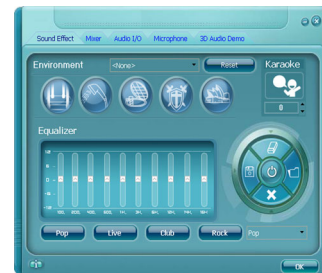 Sound Effect Mixer Audio I/O Microphone 3D Audio Demo
Environment <None> Reset Karaoke
0
Equalizer
Pop Live Club Rock Pop
OK